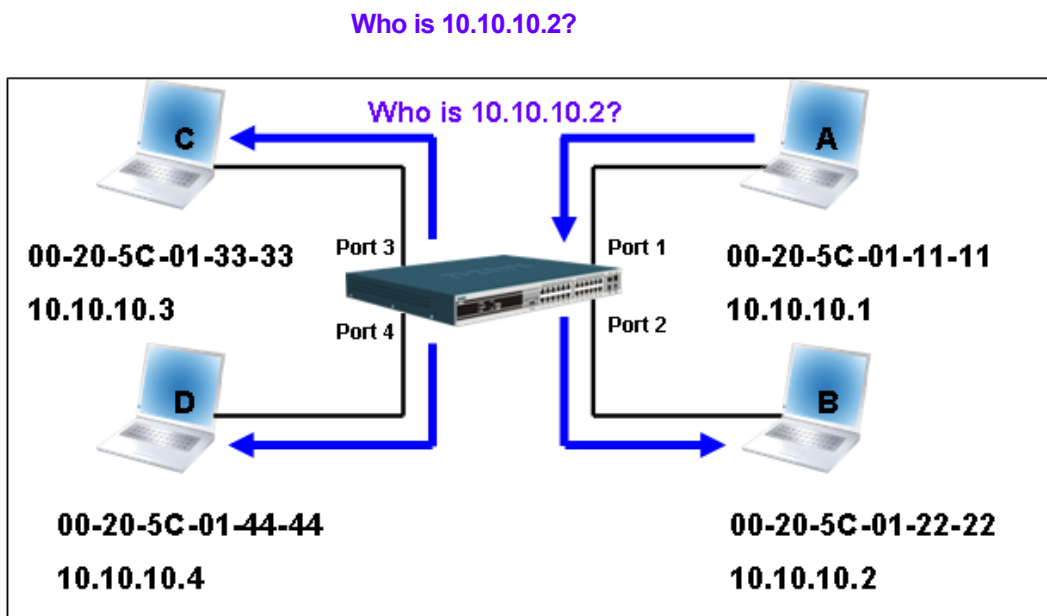 Who is 10.10.10.2?
Who is 10.10.10.2?
C
A
00-20-5C-01-33-33
10.10.10.3
Port 3
Port 1
00-20-5C-01-11-11
10.10.10.1
Port 4
Port 2
D
B
00-20-5C-01-44-44
10.10.10.4
00-20-5C-01-22-22
10.10.10.2